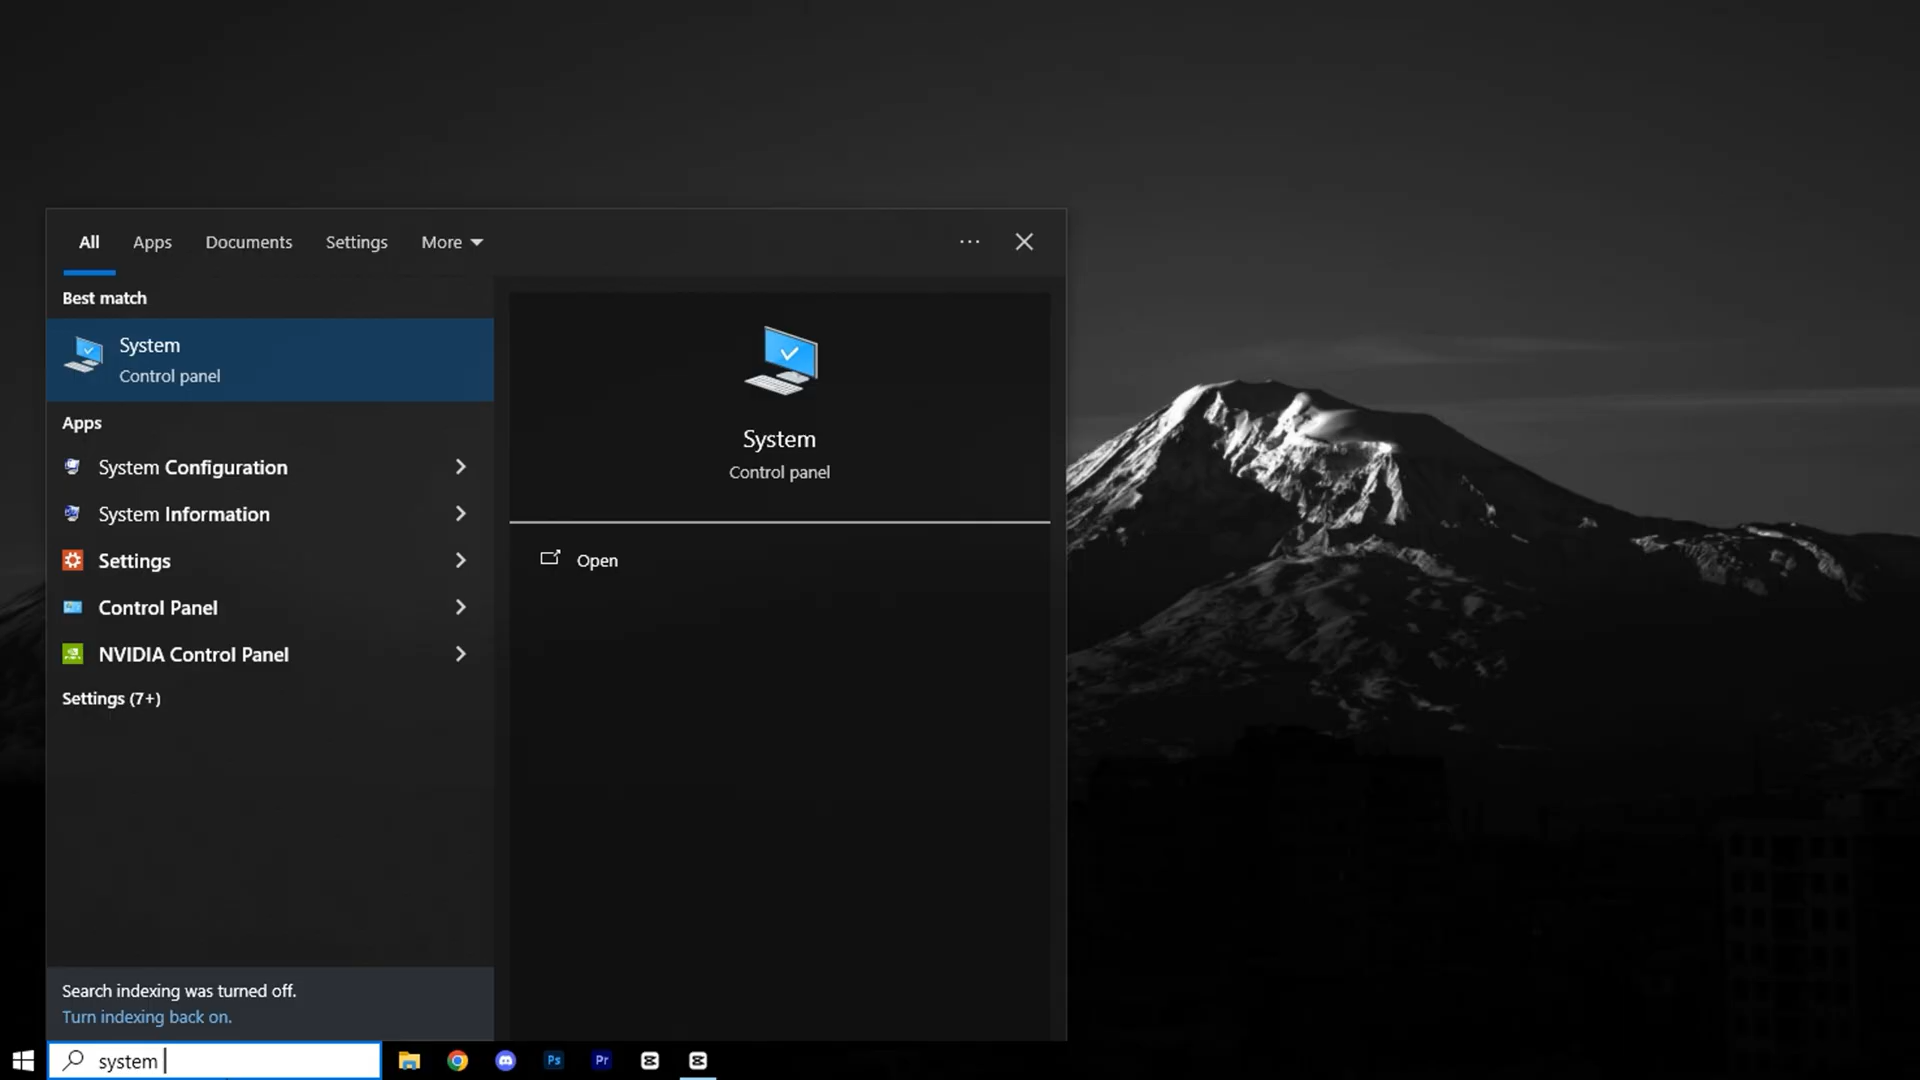 All Apps Documents Settings More
Best match
System
Control panel
Apps
System Configuration
System Information
Settings
Control Panel
NVIDIA Control Panel
Settings (7+)
System
Control panel
Open
Search indexing was turned off.
Turn indexing back on.
system
Ps Pr